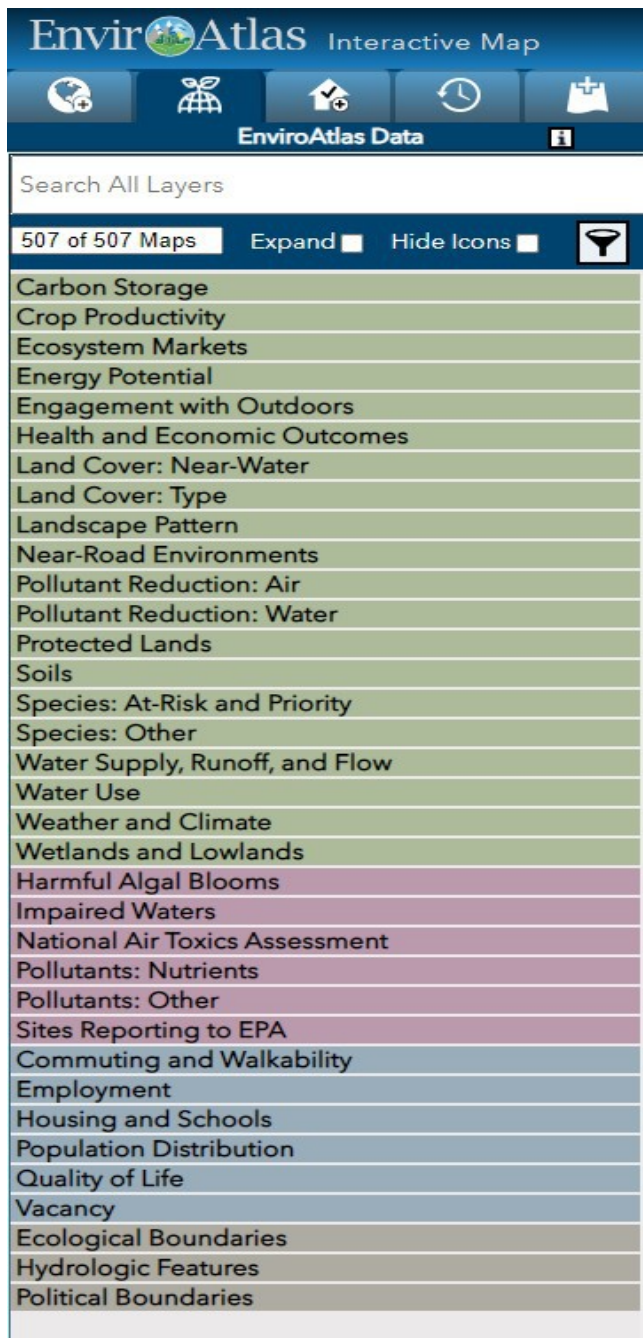 EnviroAtlas Interactive Map
EnviroAtlas Data i
Search All Layers
507 of 507 Maps Expand Hide Icons
Carbon Storage
Crop Productivity
Ecosystem Markets
Energy Potential
Engagement with Outdoors
Health and Economic Outcomes
Land Cover: Near-Water
Land Cover: Type
Landscape Pattern
Near-Road Environments
Pollutant Reduction: Air
Pollutant Reduction: Water
Protected Lands
Soils
Species: At-Risk and Priority
Species: Other
Water Supply, Runoff, and Flow
Water Use
Weather and Climate
Wetlands and Lowlands
Harmful Algal Blooms
Impaired Waters
National Air Toxics Assessment
Pollutants: Nutrients
Pollutants: Other
Sites Reporting to EPA
Commuting and Walkability
Employment
Housing and Schools
Population Distribution
Quality of Life
Vacancy
Ecological Boundaries
Hydrologic Features
Political Boundaries